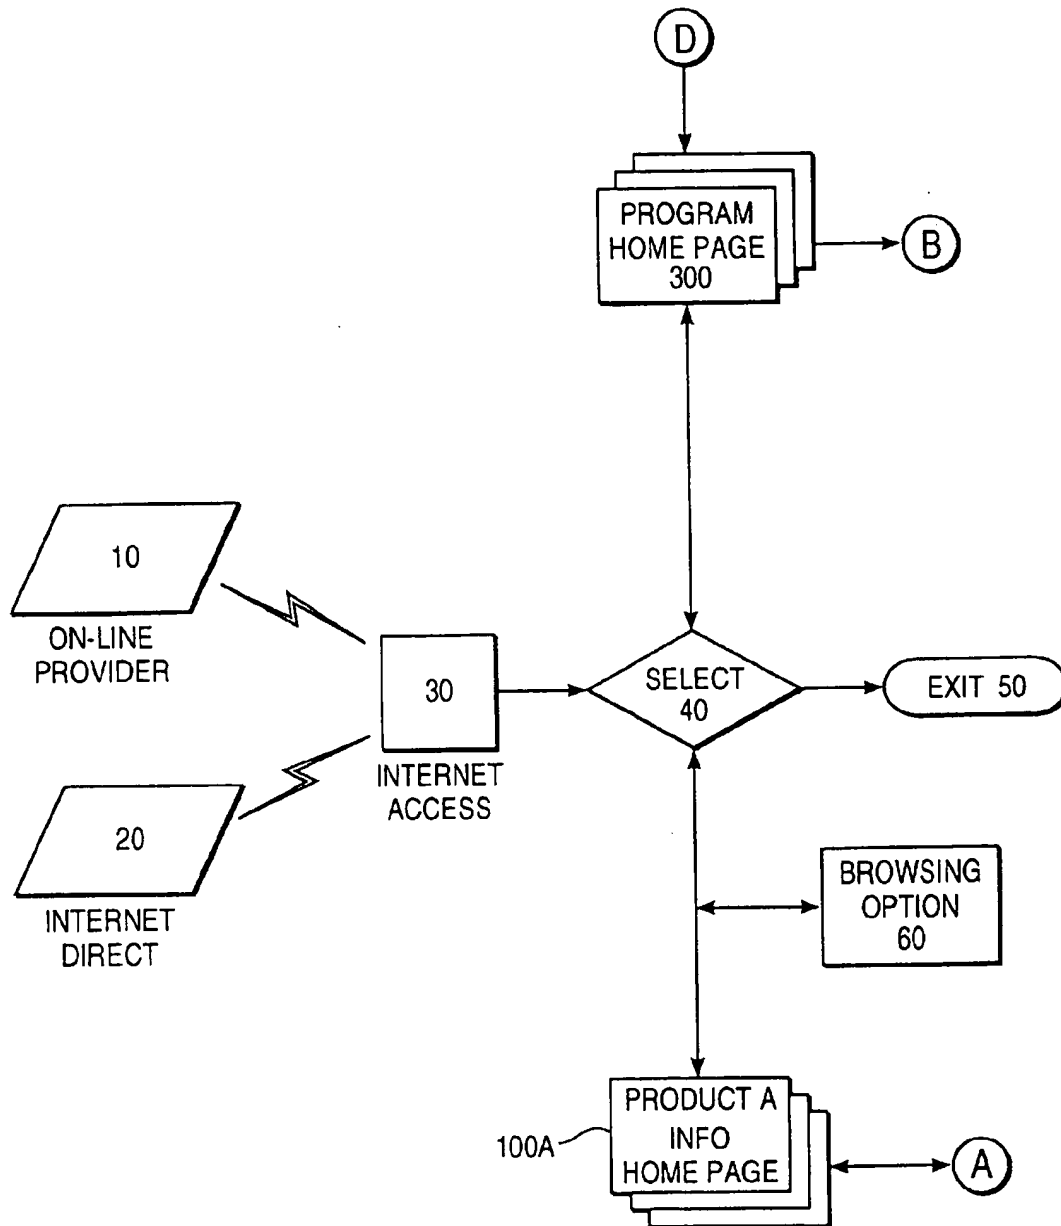 D
PROGRAM
HOME PAGE
300
B
10
ON-LINE
PROVIDER
30
INTERNET
ACCESS
SELECT
40
EXIT 50
20
INTERNET
DIRECT
BROWSING
OPTION
60
100A
PRODUCT A
INFO
HOME PAGE
A